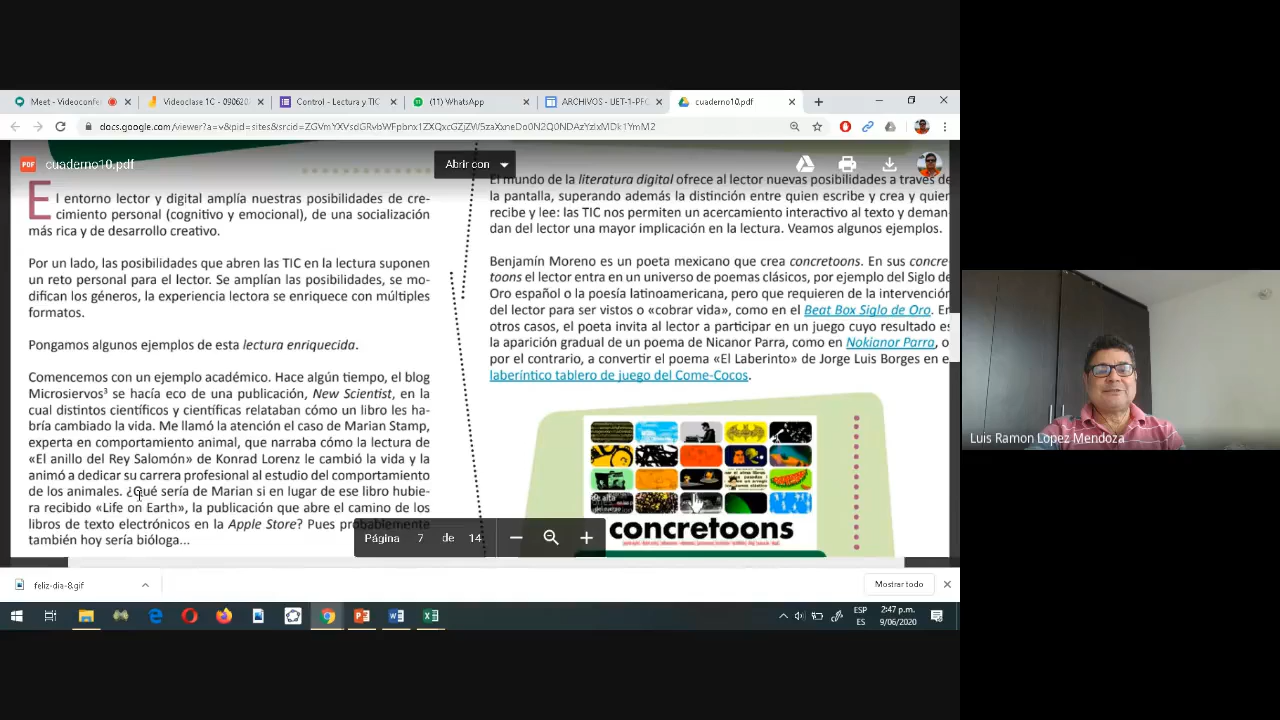 Meet - Videoconfe
Videoclase 1C - 090620
Control - Lectura y TIC
(11) WhatsApp
ARCHIVOS - UET-1-PFC
cuaderno10.pdf
docs.google.com/viewer?a=v&pid=sites&srcid=ZGVmYXVsdGRvbWFpbnx1ZXQxcGZjZW5zaXxneDo0N2Q0NDAzYzIxMDk1YmM2
PDF cuaderno10.pdf
Abrir con
El entorno lector y digital amplía nuestras posibilidades de cre-
cimiento personal (cognitivo y emocional), de una socialización
más rica y de desarrollo creativo.
Por un lado, las posibilidades que abren las TIC en la lectura suponen
un reto personal para el lector. Se amplían las posibilidades, se mo-
difican los géneros, la experiencia lectora se enriquece con múltiples
formatos.
Pongamos algunos ejemplos de esta lectura enriquecida.
Comencemos con un ejemplo académico. Hace algún tiempo, el blog
Microsiervos³ se hacía eco de una publicación, New Scientist, en la
cual distintos científicos y científicas relataban cómo un libro les ha-
bría cambiado la vida. Me llamó la atención el caso de Marian Stamp,
experta en comportamiento animal, que narraba cómo la lectura de
«El anillo del Rey Salomón» de Konrad Lorenz le cambió la vida y la
animó a dedicar su carrera profesional al estudio del comportamiento
de los animales. ¿Qué sería de Marian si en lugar de ese libro hubie-
ra recibido «Life on Earth», la publicación que abre el camino de los
libros de texto electrónicos en la Apple Store? Pues probablemente
también hoy sería bióloga...
El mundo de la literatura digital ofrece al lector nuevas posibilidades a través de
la pantalla, superando además la distinción entre quien escribe y crea y quien
recibe y lee: las TIC nos permiten un acercamiento interactivo al texto y deman
dan del lector una mayor implicación en la lectura. Veamos algunos ejemplos.
Benjamín Moreno es un poeta mexicano que crea concretoons. En sus concre
toons el lector entra en un universo de poemas clásicos, por ejemplo del Siglo de
Oro español o la poesía latinoamericana, pero que requieren de la intervención
del lector para ser vistos o «cobrar vida», como en el Beat Box Siglo de Oro. En
otros casos, el poeta invita al lector a participar en un juego cuyo resultado es
la aparición gradual de un poema de Nicanor Parra, como en Nokianor Parra, o
por el contrario, a convertir el poema «El Laberinto» de Jorge Luis Borges en e
laberíntico tablero de juego del Come-Cocos.
concretoons
Página 7 de 14
Luis Ramon Lopez Mendoza
feliz-dia-8.gif
Mostrar todo
ESP
ES
2:47 p.m.
9/06/2020